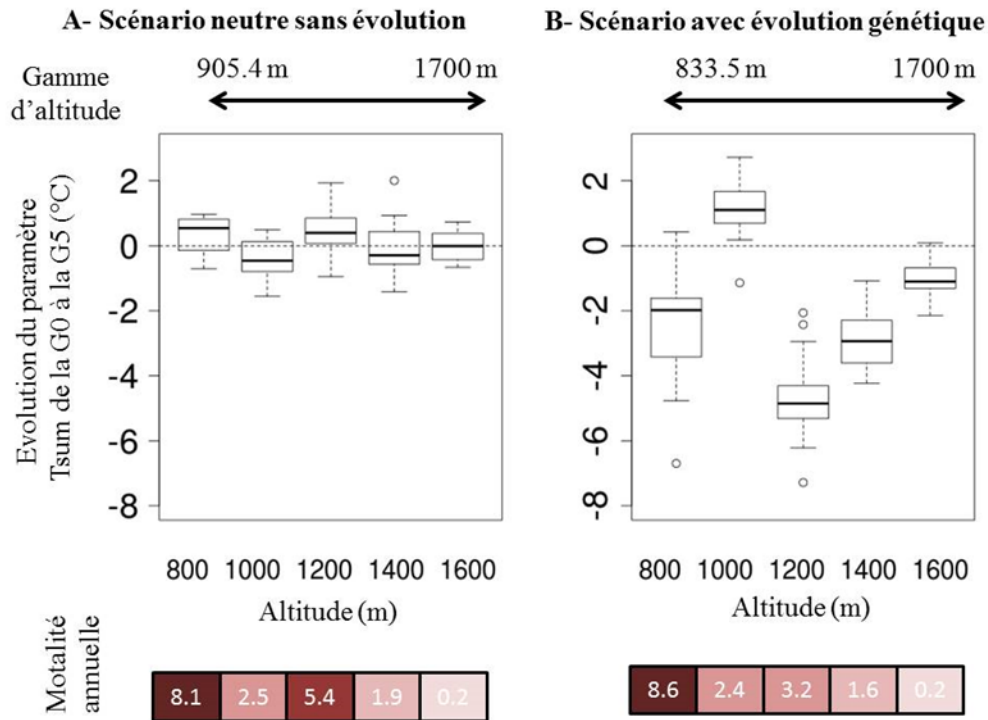 A- Scénario neutre sans évolution
B- Scénario avec évolution génétique
Gamme
d'altitude
905.4 m
1700 m
833.5 m
1700 m
Evolution du paramètre
Tsum de la G0 à la G5 (°C)
2
0
-2
-4
-6
-8
2
0
-2
-4
-6
-8
800 1000 1200 1400 1600
Altitude (m)
800 1000 1200 1400 1600
Altitude (m)
Motalité
annuelle
8.1 2.5 5.4 1.9 0.2
8.6 2.4 3.2 1.6 0.2